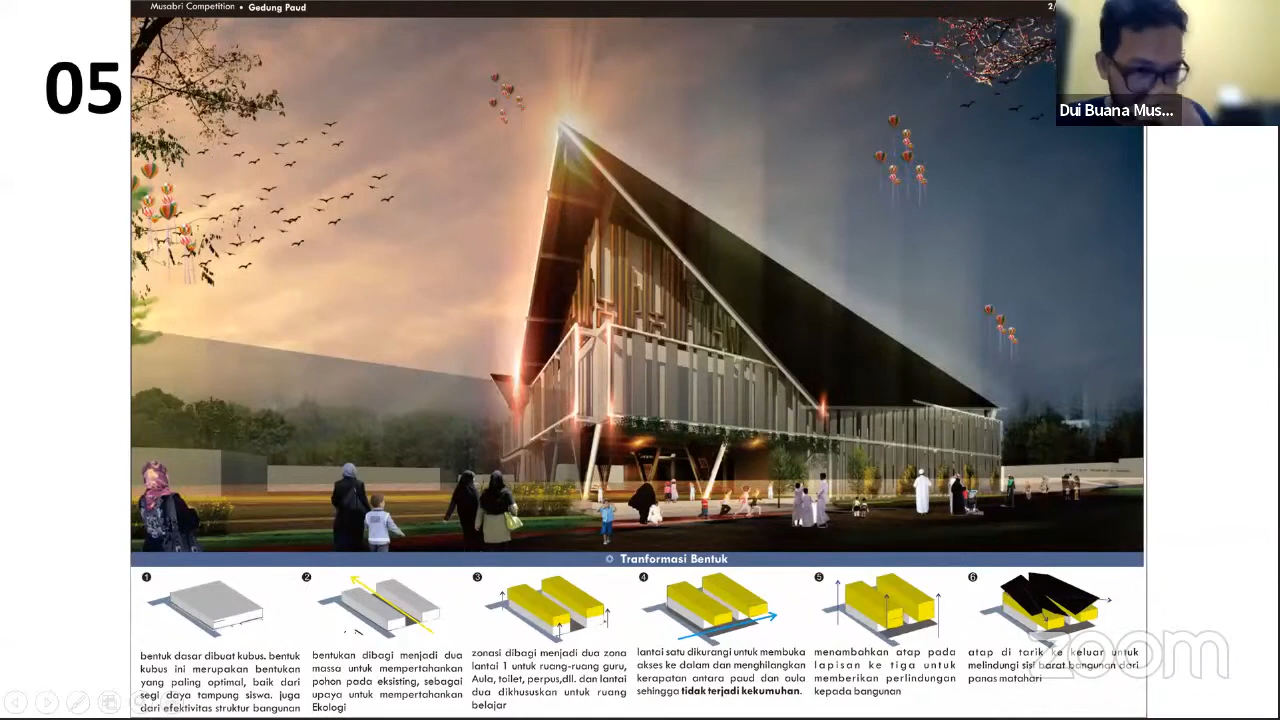 Musabri Competition • Gedung Paud
2/
05
Dui Buana Mus...
Tranformasi Bentuk
1
bentuk dasar dibuat kubus. bentuk
kubus ini merupakan bentukan
yang paling optimal, baik dari
segi daya tampung siswa. juga
dari efektivitas struktur bangunan
2
bentukan dibagi menjadi dua
massa untuk mempertahankan
pohon pada eksisting, sebagai
upaya untuk mempertahankan
Ekologi
3
zonasi dibagi menjadi dua zona
lantai 1 untuk ruang-ruang guru,
Aula, toilet, perpus,dll. dan lantai
dua dikhususkan untuk ruang
belajar
4
lantai satu dikurangi untuk membuka
akses ke dalam dan menghilangkan
kerapatan antara paud dan aula
sehingga tidak terjadi kekumuhan.
5
menambahkan atap pada
lapisan ke tiga untuk
memberikan perlindungan
kepada bangunan
6
atap di tarik ke keluar untuk
melindungi sisi barat bangunan dari
panas matahari
zoom